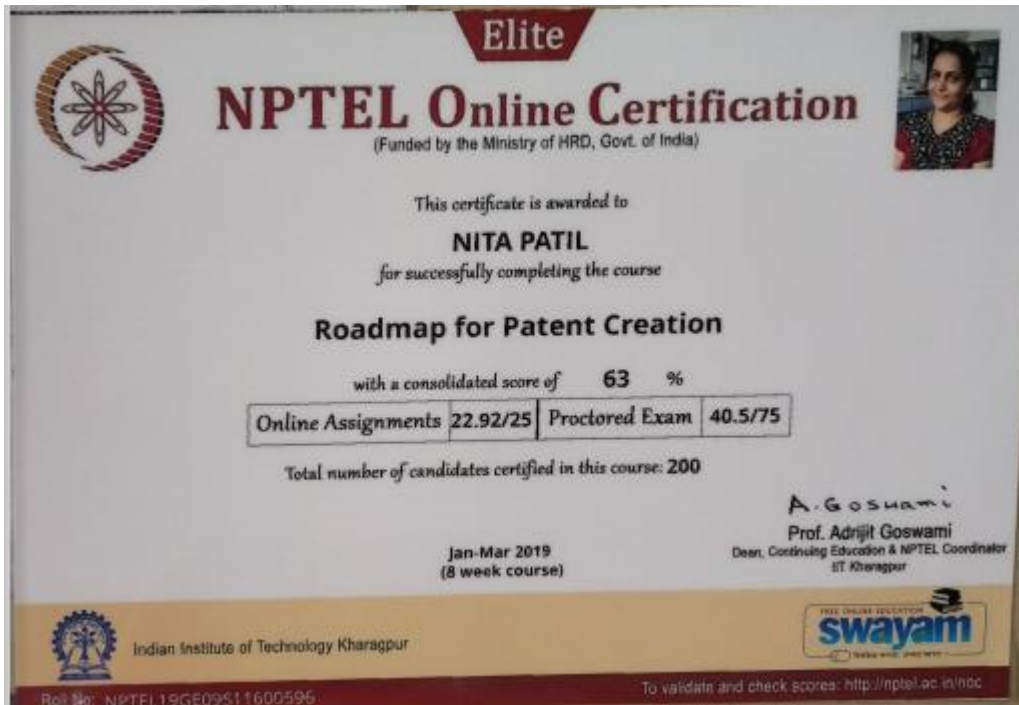 Elite
NPTEL Online Certification
(Funded by the Ministry of HRD, Govt. of India)
This certificate is awarded to
NITA PATIL
for successfully completing the course
Roadmap for Patent Creation
with a consolidated score of 63 %
Online Assignments 22.92/25 Proctored Exam 40.5/75
Total number of candidates certified in this course: 200
A. Goswami
Prof. Adrijit Goswami
Dean, Continuing Education & NPTEL Coordinator
IIT Kharagpur
Jan-Mar 2019
(8 week course)
Indian Institute of Technology Kharagpur
FREE ONLINE EDUCATION
swayam
Roll No: NPTEL19GE09S11600596
To validate and check scores: http://nptel.ac.in/noc